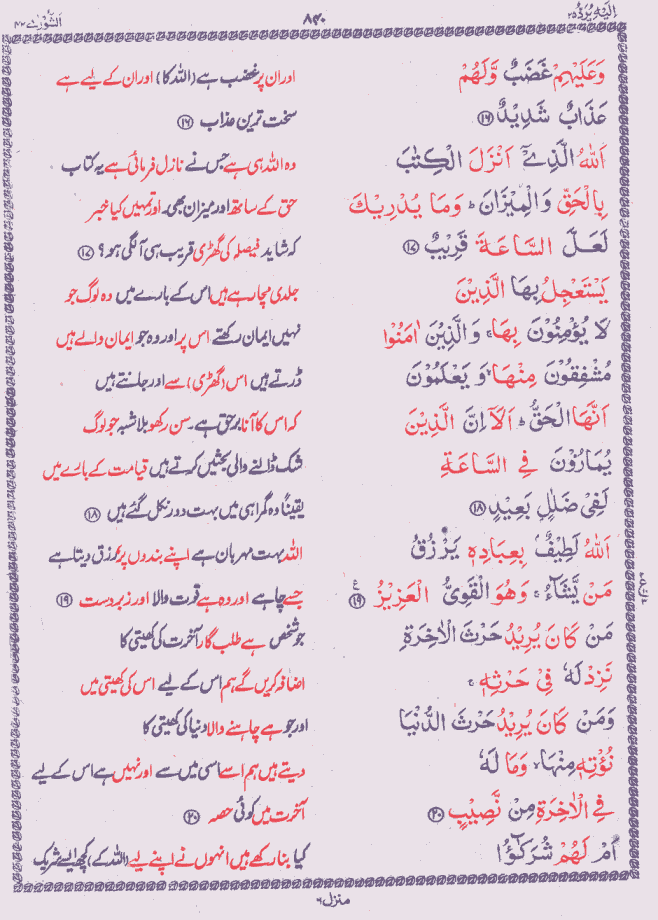 اِلَیْهِ یُرَدُّ ۲۵
۸۴۰
الشُّوْرٰی ۴۲
وَعَلَیْهِمْ غَضَبٌ وَّلَهُمْ
اور ان پر غضب ہے (اللہ کا) اور ان کے لیے ہے
عَذَابٌ شَدِیْدٌ ﴿۱۶﴾
سخت ترین عذاب ﴿۱۶﴾
اَللّٰهُ الَّذِیْۤ اَنْزَلَ الْكِتٰبَ
وہ اللہ ہی ہے جس نے نازل فرمائی ہے یہ کتاب
بِالْحَقِّ وَالْمِیْزَانَ ؕ وَمَا یُدْرِیْكَ
حق کے ساتھ اور میزان بھی۔ اور تمہیں کیا خبر
لَعَلَّ السَّاعَةَ قَرِیْبٌ ﴿۱۷﴾
کہ شاید فیصلہ کی گھڑی قریب ہی آ لگی ہو؟ ﴿۱۷﴾
یَسْتَعْجِلُ بِهَا الَّذِیْنَ
جلدی مچا رہے ہیں اس کے بارے میں وہ لوگ جو
لَا یُؤْمِنُوْنَ بِهَا ۚ وَالَّذِیْنَ اٰمَنُوْا
نہیں ایمان رکھتے اس پر اور وہ جو ایمان والے ہیں
مُشْفِقُوْنَ مِنْهَا ۙ وَیَعْلَمُوْنَ
ڈرتے ہیں اس (گھڑی) سے اور جانتے ہیں
اَنَّهَا الْحَقُّ ؕ اَلَاۤ اِنَّ الَّذِیْنَ
کہ اس کا آنا برحق ہے۔ سن رکھو بلاشبہ جو لوگ
یُمَارُوْنَ فِی السَّاعَةِ
شک ڈالنے والی بحثیں کرتے ہیں قیامت کے بارے میں
لَفِیْ ضَلٰلٍ بَعِیْدٍ ﴿۱۸﴾
یقیناً وہ گمراہی میں بہت دور نکل گئے ہیں ﴿۱۸﴾
اَللّٰهُ لَطِیْفٌۢ بِعِبَادِهٖ یَرْزُقُ
اللہ بہت مہربان ہے اپنے بندوں پر رزق دیتا ہے
مَنْ یَّشَآءُ ۚ وَهُوَ الْقَوِیُّ الْعَزِیْزُ ﴿۱۹﴾
جسے چاہے اور وہ ہے قوت والا اور زبردست ﴿۱۹﴾
مَنْ كَانَ یُرِیْدُ حَرْثَ الْاٰخِرَةِ
جو شخص ہے طلب گار آخرت کی کھیتی کا
نَزِدْ لَهٗ فِیْ حَرْثِهٖ ۚ
اضافہ کریں گے ہم اس کے لیے اس کی کھیتی میں
وَمَنْ كَانَ یُرِیْدُ حَرْثَ الدُّنْیَا
اور جو ہے چاہنے والا دنیا کی کھیتی کا
نُؤْتِهٖ مِنْهَا ۙ وَمَا لَهٗ
دیتے ہیں ہم اسے اسی میں سے اور نہیں ہے اس کے لیے
فِی الْاٰخِرَةِ مِنْ نَّصِیْبٍ ﴿۲۰﴾
آخرت میں کوئی حصہ ﴿۲۰﴾
اَمْ لَهُمْ شُرَكٰٓؤُا
کیا بنا رکھے ہیں انہوں نے اپنے لیے (اللہ کے) کچھ ایسے شریک
منزل ۶